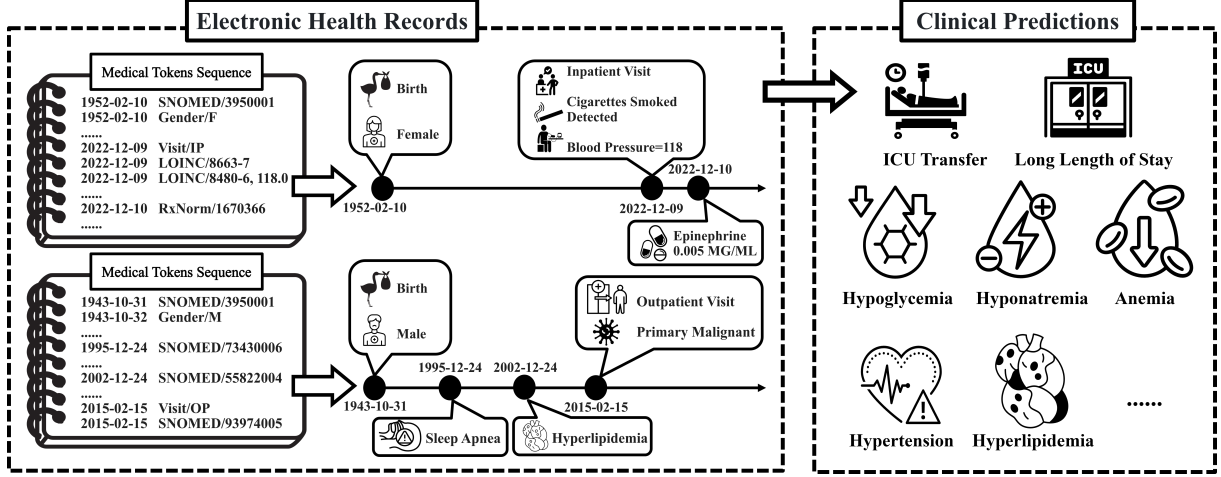 Electronic Health Records
Medical Tokens Sequence
1952-02-10 SNOMED/3950001
1952-02-10 Gender/F
......
2022-12-09 Visit/IP
2022-12-09 LOINC/8663-7
2022-12-09 LOINC/8480-6, 118.0
......
2022-12-10 RxNorm/1670366
......
Birth
Female
1952-02-10
Inpatient Visit
Cigarettes Smoked
Detected
Blood Pressure=118
2022-12-10
2022-12-09
Epinephrine
0.005 MG/ML
Medical Tokens Sequence
1943-10-31 SNOMED/3950001
1943-10-32 Gender/M
......
1995-12-24 SNOMED/73430006
......
2002-12-24 SNOMED/55822004
......
2015-02-15 Visit/OP
2015-02-15 SNOMED/93974005
Birth
Male
1943-10-31
1995-12-24
Sleep Apnea
2002-12-24
Hyperlipidemia
Outpatient Visit
Primary Malignant
2015-02-15
Clinical Predictions
ICU
ICU Transfer
Long Length of Stay
Hypoglycemia
Hyponatremia
Anemia
Hypertension
Hyperlipidemia
......